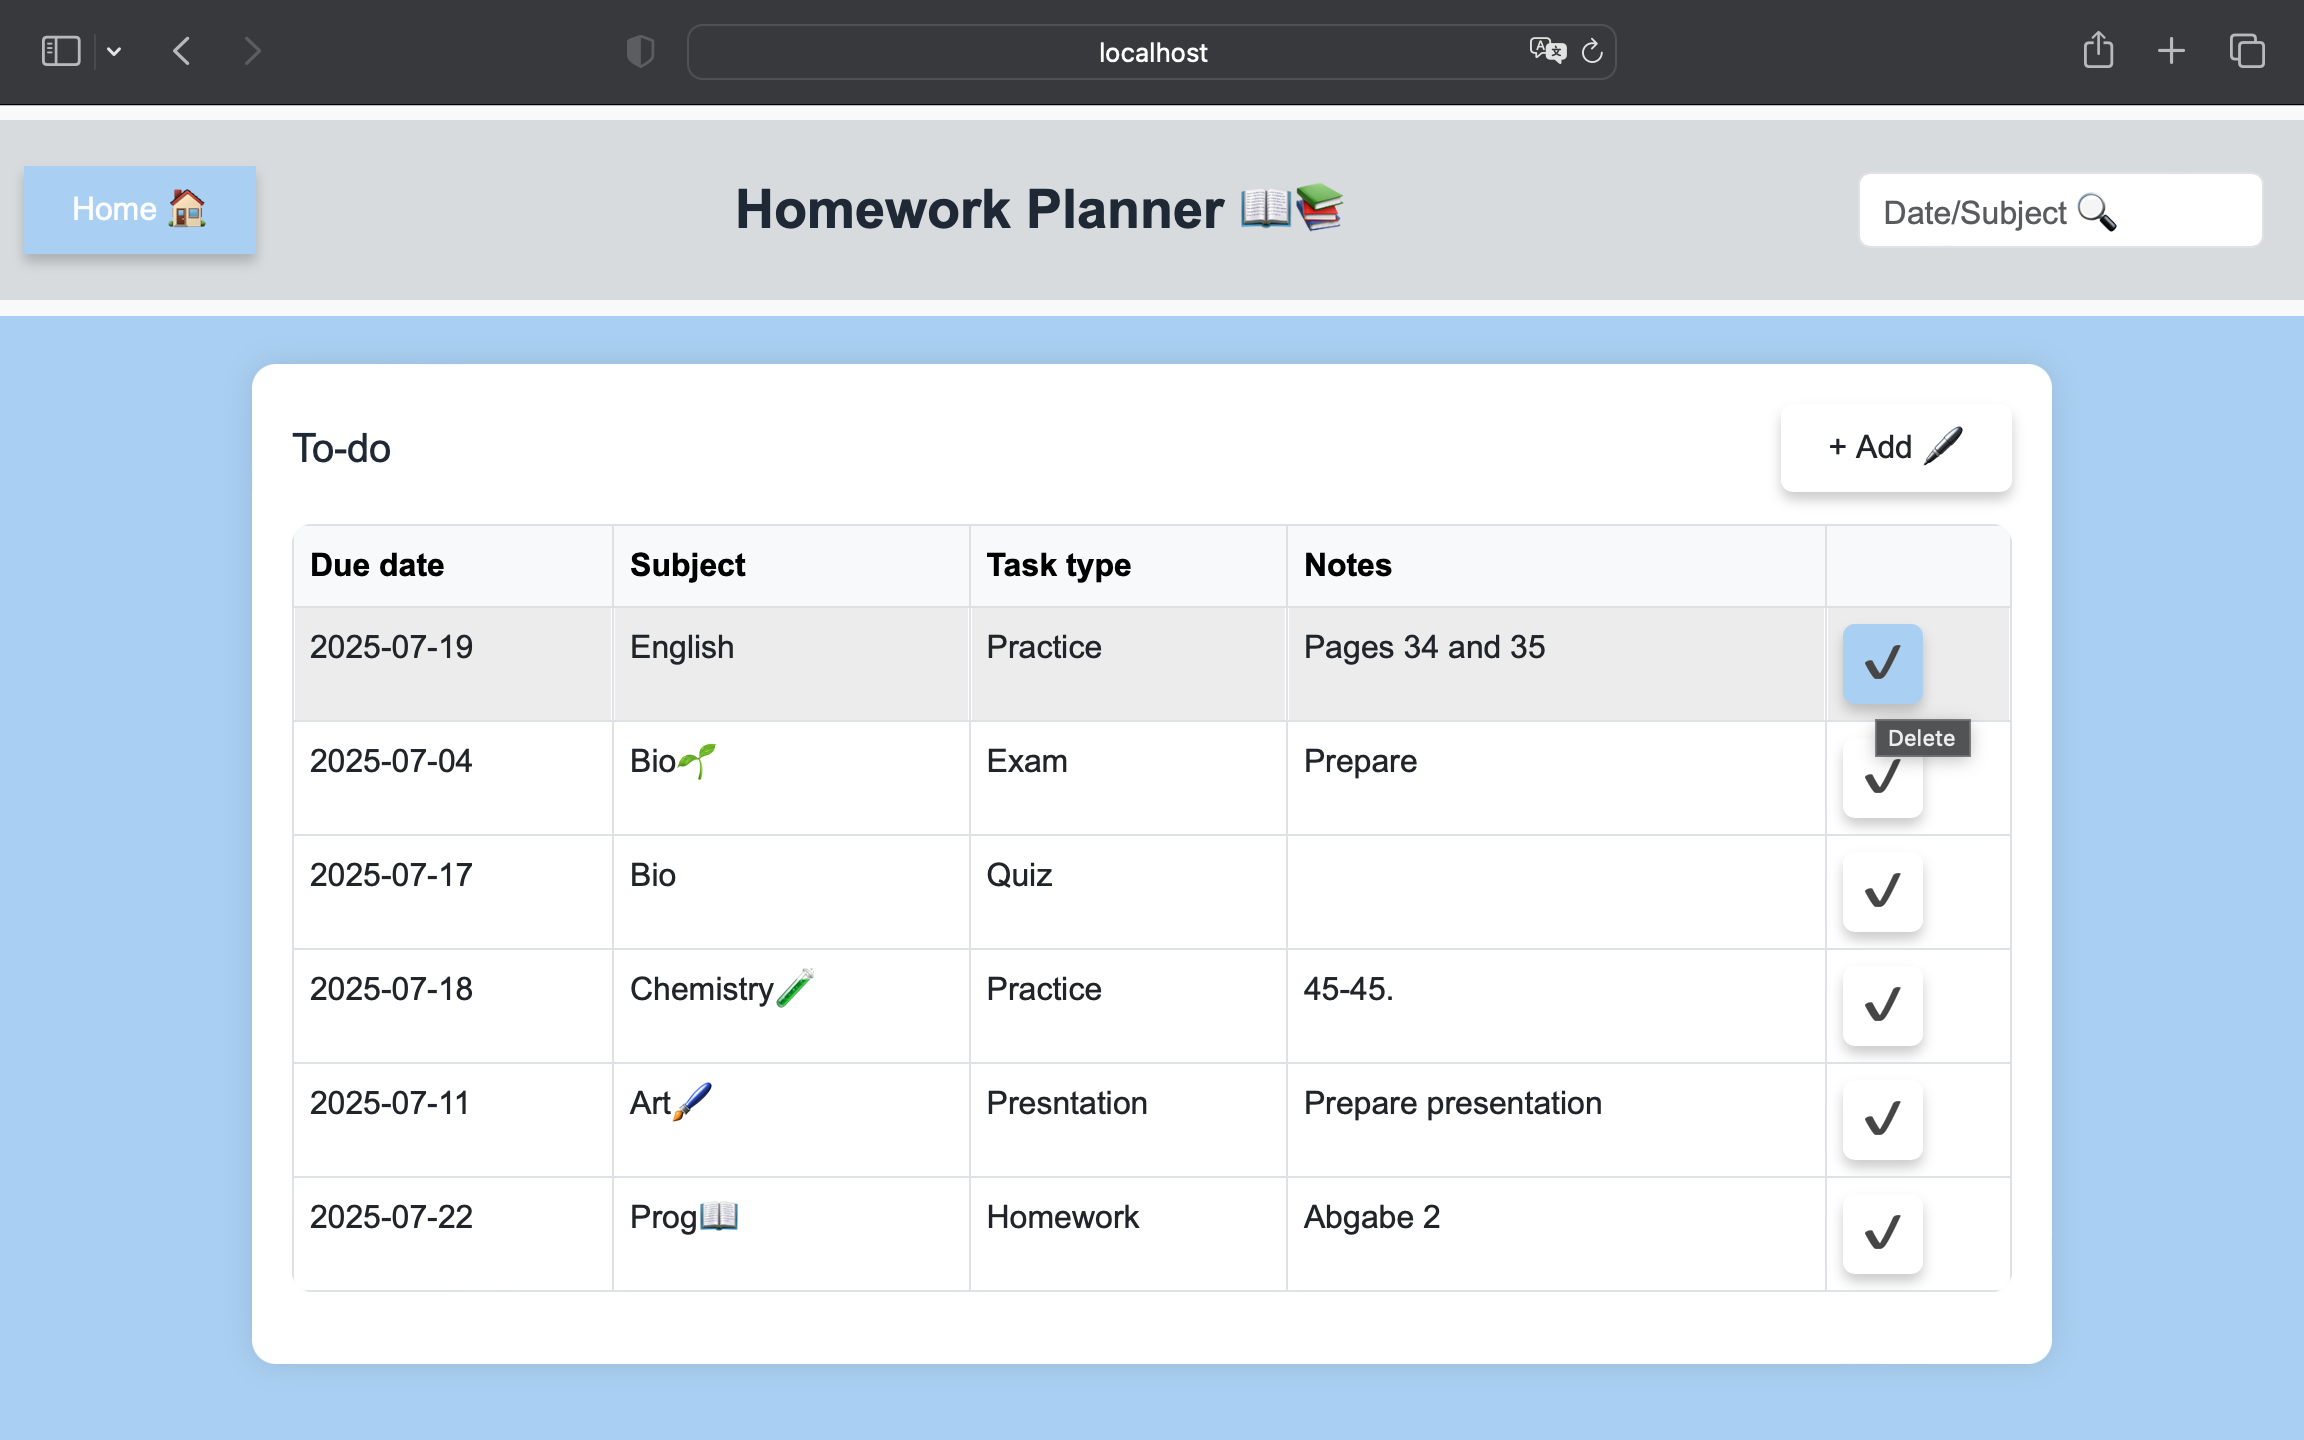 localhost
Home 🏠
Homework Planner 📖📚
Date/Subject 🔍
To-do
+ Add 🖊️
Due date Subject Task type Notes
2025-07-19 English Practice Pages 34 and 35 ✔
Delete
2025-07-04 Bio🌱 Exam Prepare ✔
2025-07-17 Bio Quiz ✔
2025-07-18 Chemistry🧪 Practice 45-45. ✔
2025-07-11 Art🖌️ Presntation Prepare presentation ✔
2025-07-22 Prog📖 Homework Abgabe 2 ✔